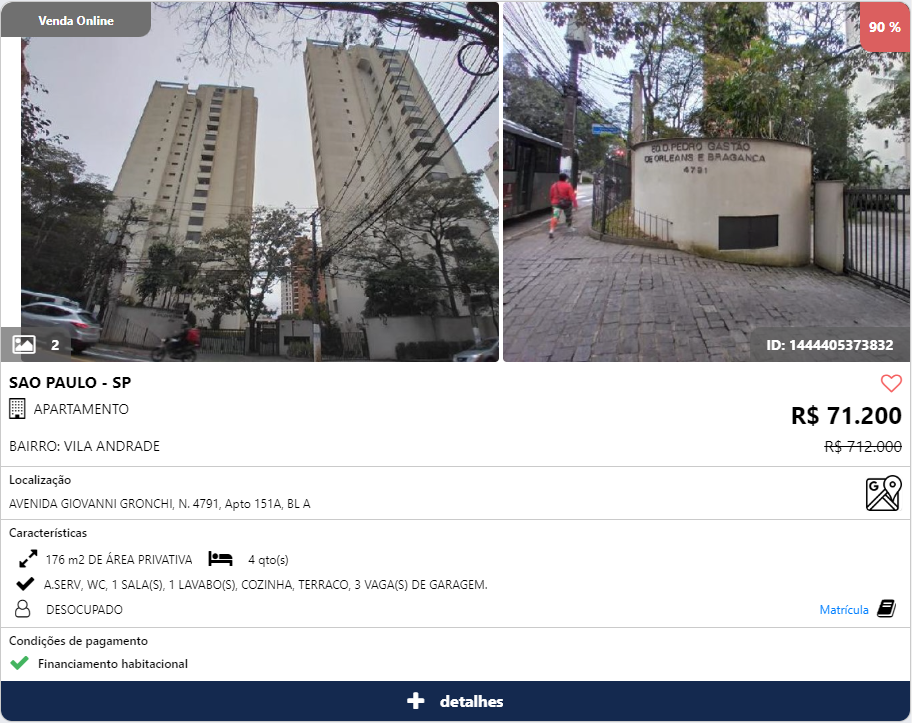 Venda Online
90 %
ED. D. PEDRO GASTÃO
DE ORLEANS E BRAGANÇA
4791
2
ID: 1444405373832
SAO PAULO - SP
APARTAMENTO
R$ 71.200
BAIRRO: VILA ANDRADE
R$ 712.000
Localização
AVENIDA GIOVANNI GRONCHI, N. 4791, Apto 151A, BL A
G
Características
176 m2 DE ÁREA PRIVATIVA 4 qto(s)
A.SERV, WC, 1 SALA(S), 1 LAVABO(S), COZINHA, TERRACO, 3 VAGA(S) DE GARAGEM.
DESOCUPADO
Matrícula
Condições de pagamento
Financiamento habitacional
detalhes